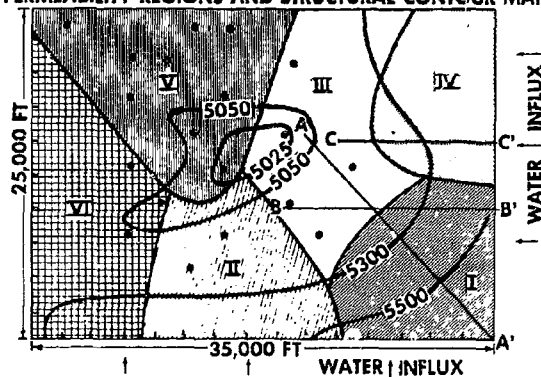 PERMEABILITY REGIONS AND STRUCTURAL CONTOUR MAP
V
III
IV
5050
A
C
C'
5025
5050
VI
B
B'
II
I
5300
5500
A'
25,000 FT
35,000 FT
WATER INFLUX
WATER INFLUX